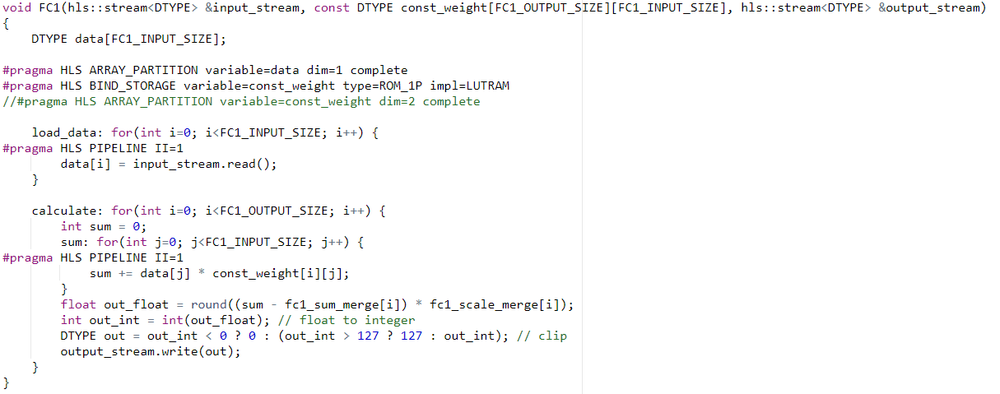 void FC1(hls::stream<DTYPE> &input_stream, const DTYPE const_weight[FC1_OUTPUT_SIZE][FC1_INPUT_SIZE], hls::stream<DTYPE> &output_stream)
{
    DTYPE data[FC1_INPUT_SIZE];

#pragma HLS ARRAY_PARTITION variable=data dim=1 complete
#pragma HLS BIND_STORAGE variable=const_weight type=ROM_1P impl=LUTRAM
//#pragma HLS ARRAY_PARTITION variable=const_weight dim=2 complete

    load_data: for(int i=0; i<FC1_INPUT_SIZE; i++) {
#pragma HLS PIPELINE II=1
        data[i] = input_stream.read();
    }

    calculate: for(int i=0; i<FC1_OUTPUT_SIZE; i++) {
        int sum = 0;
        sum: for(int j=0; j<FC1_INPUT_SIZE; j++) {
#pragma HLS PIPELINE II=1
            sum += data[j] * const_weight[i][j];
        }
        float out_float = round((sum - fc1_sum_merge[i]) * fc1_scale_merge[i]);
        int out_int = int(out_float); // float to integer
        DTYPE out = out_int < 0 ? 0 : (out_int > 127 ? 127 : out_int); // clip
        output_stream.write(out);
    }
}